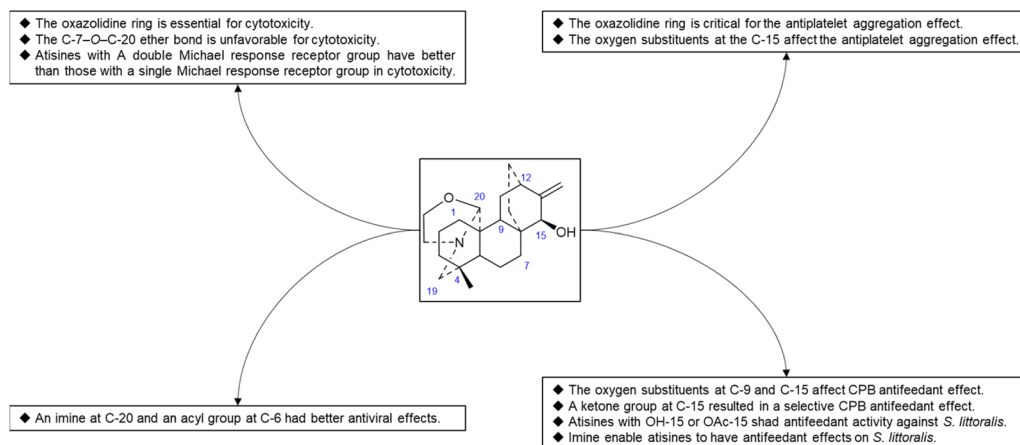 ◆ The oxazolidine ring is essential for cytotoxicity.
◆ The C-7–O–C-20 ether bond is unfavorable for cytotoxicity.
◆ Atisines with A double Michael response receptor group have better
than those with a single Michael response receptor group in cytotoxicity.
◆ The oxazolidine ring is critical for the antiplatelet aggregation effect.
◆ The oxygen substituents at the C-15 affect the antiplatelet aggregation effect.
12
O
20
1
9
15
OH
N
7
4
19
◆ An imine at C-20 and an acyl group at C-6 had better antiviral effects.
◆ The oxygen substituents at C-9 and C-15 affect CPB antifeedant effect.
◆ A ketone group at C-15 resulted in a selective CPB antifeedant effect.
◆ Atisines with OH-15 or OAc-15 shad antifeedant activity against S. littoralis.
◆ Imine enable atisines to have antifeedant effects on S. littoralis.